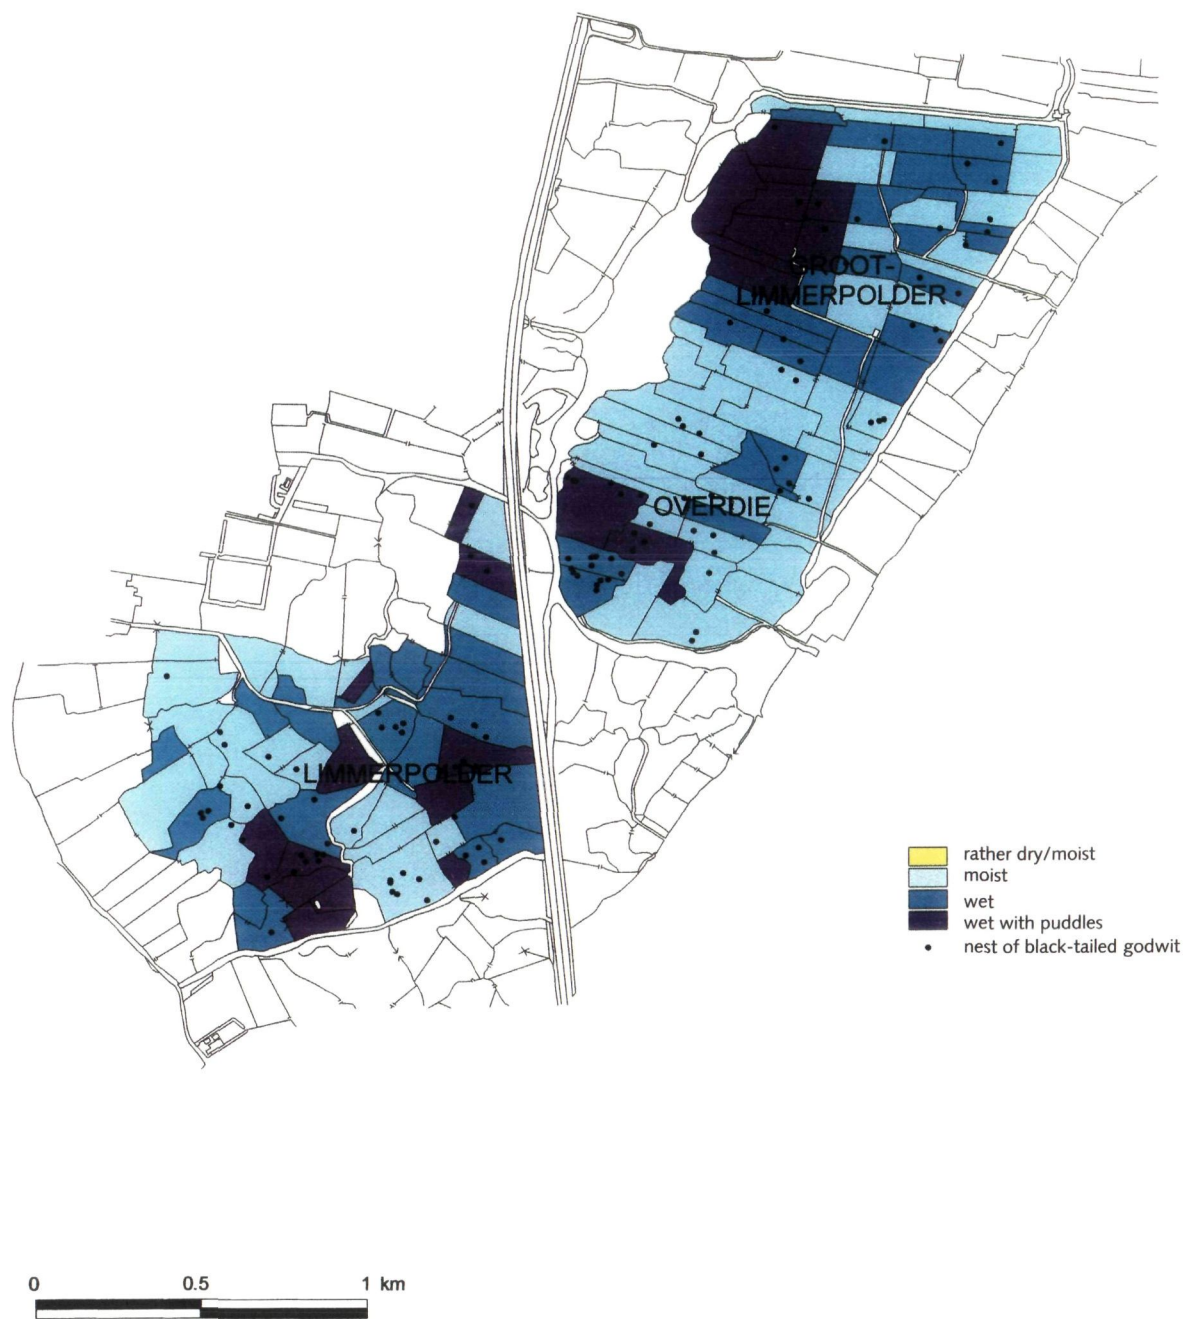 GROOT-
LIMMERPOLDER
OVERDIE
LIMMERPOLDER
rather dry/moist
moist
wet
wet with puddles
nest of black-tailed godwit
0 0.5 1 km